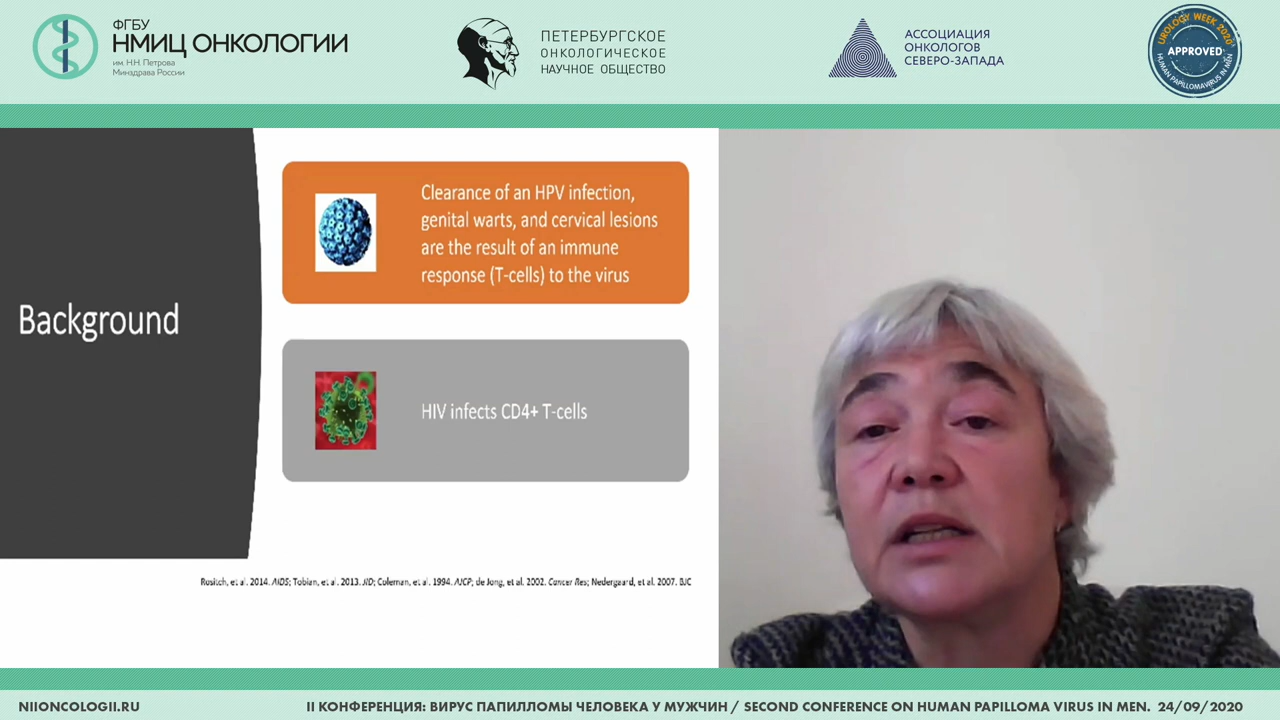 ФГБУ
НМИЦ ОНКОЛОГИИ
им. Н.Н. Петрова
Минздрава России
ПЕТЕРБУРГСКОЕ
ОНКОЛОГИЧЕСКОЕ
НАУЧНОЕ ОБЩЕСТВО
АССОЦИАЦИЯ
ОНКОЛОГОВ
СЕВЕРО-ЗАПАДА
UROLOGY WEEK 2020
APPROVED
HUMAN PAPILLOMAVIRUS IN MEN
Background
Clearance of an HPV infection,
genital warts, and cervical lesions
are the result of an immune
response (T-cells) to the virus
HIV infects CD4+ T-cells
Rositch, et al. 2014. AIDS; Tobian, et al. 2013. JID; Coleman, et al. 1994. AJCP; de Jong, et al. 2002. Cancer Res; Nedergaard, et al. 2007. BJC
NIIONCOLOGII.RU
II КОНФЕРЕНЦИЯ: ВИРУС ПАПИЛЛОМЫ ЧЕЛОВЕКА У МУЖЧИН / SECOND CONFERENCE ON HUMAN PAPILLOMA VIRUS IN MEN. 24/09/2020